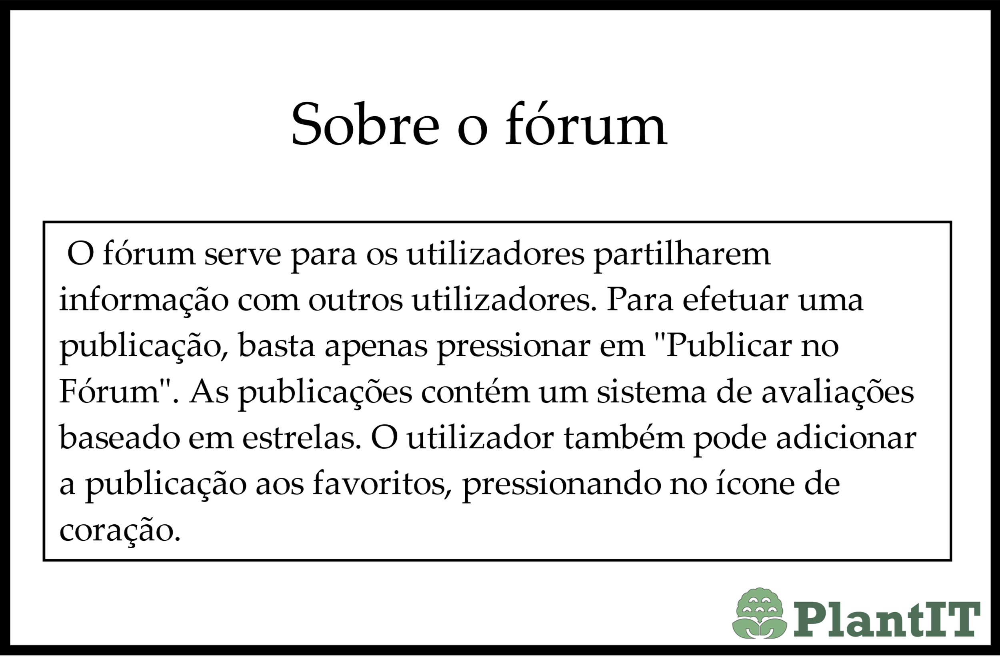 Sobre o fórum
O fórum serve para os utilizadores partilharem
informação com outros utilizadores. Para efetuar uma
publicação, basta apenas pressionar em "Publicar no
Fórum". As publicações contém um sistema de avaliações
baseado em estrelas. O utilizador também pode adicionar
a publicação aos favoritos, pressionando no ícone de
coração.
PlantIT